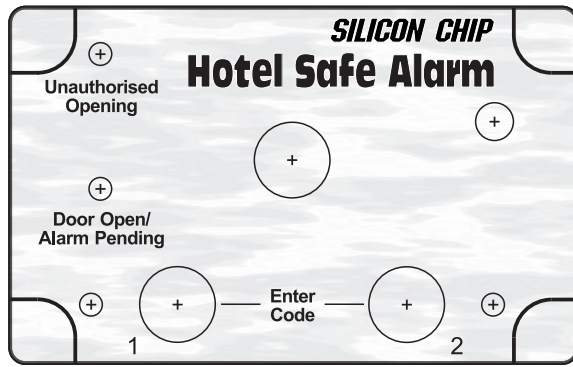 SILICON CHIP
Hotel Safe Alarm
Unauthorised
Opening
Door Open/
Alarm Pending
Enter
Code
1
2